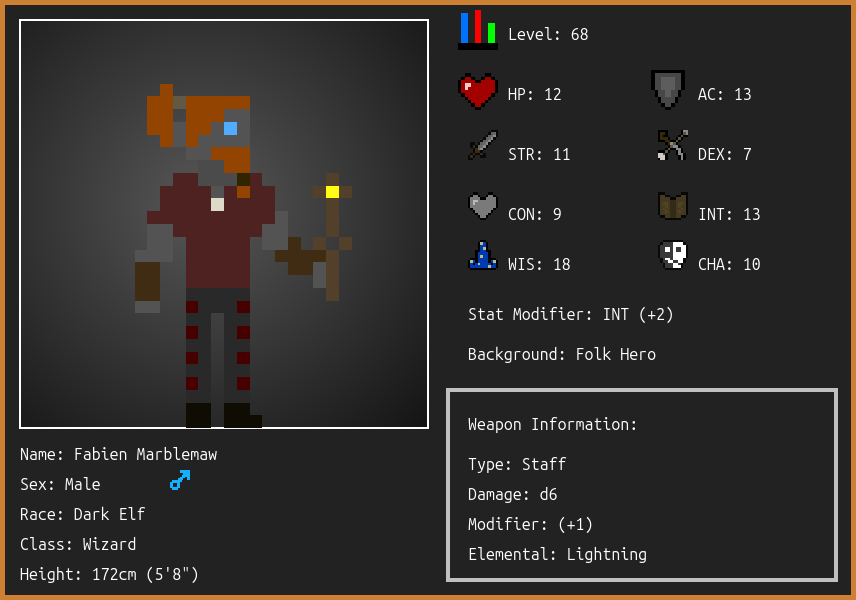 Level: 68
HP: 12
AC: 13
STR: 11
DEX: 7
CON: 9
INT: 13
WIS: 18
CHA: 10
Stat Modifier: INT (+2)
Background: Folk Hero
Weapon Information:
Type: Staff
Damage: d6
Modifier: (+1)
Elemental: Lightning
Name: Fabien Marblemaw
Sex: Male
Race: Dark Elf
Class: Wizard
Height: 172cm (5'8")